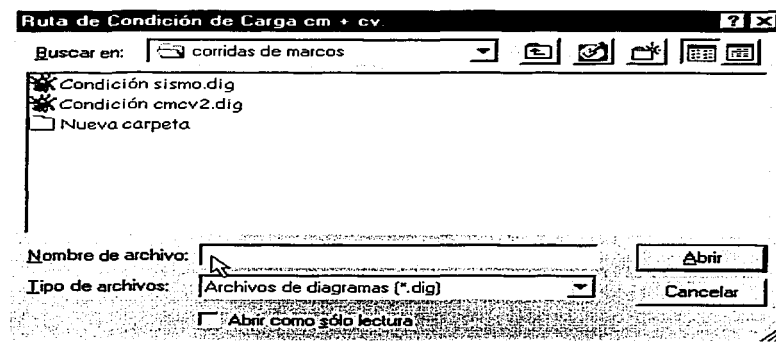 Ruta de Condición de Carga cm + cv.
Buscar en: corridas de marcos
Condición sismo.dig
Condición cmcv2.dig
Nueva carpeta
Nombre de archivo: Abrir
Tipo de archivos: Archivos de diagramas (*.dig) Cancelar
Abrir como sólo lectura